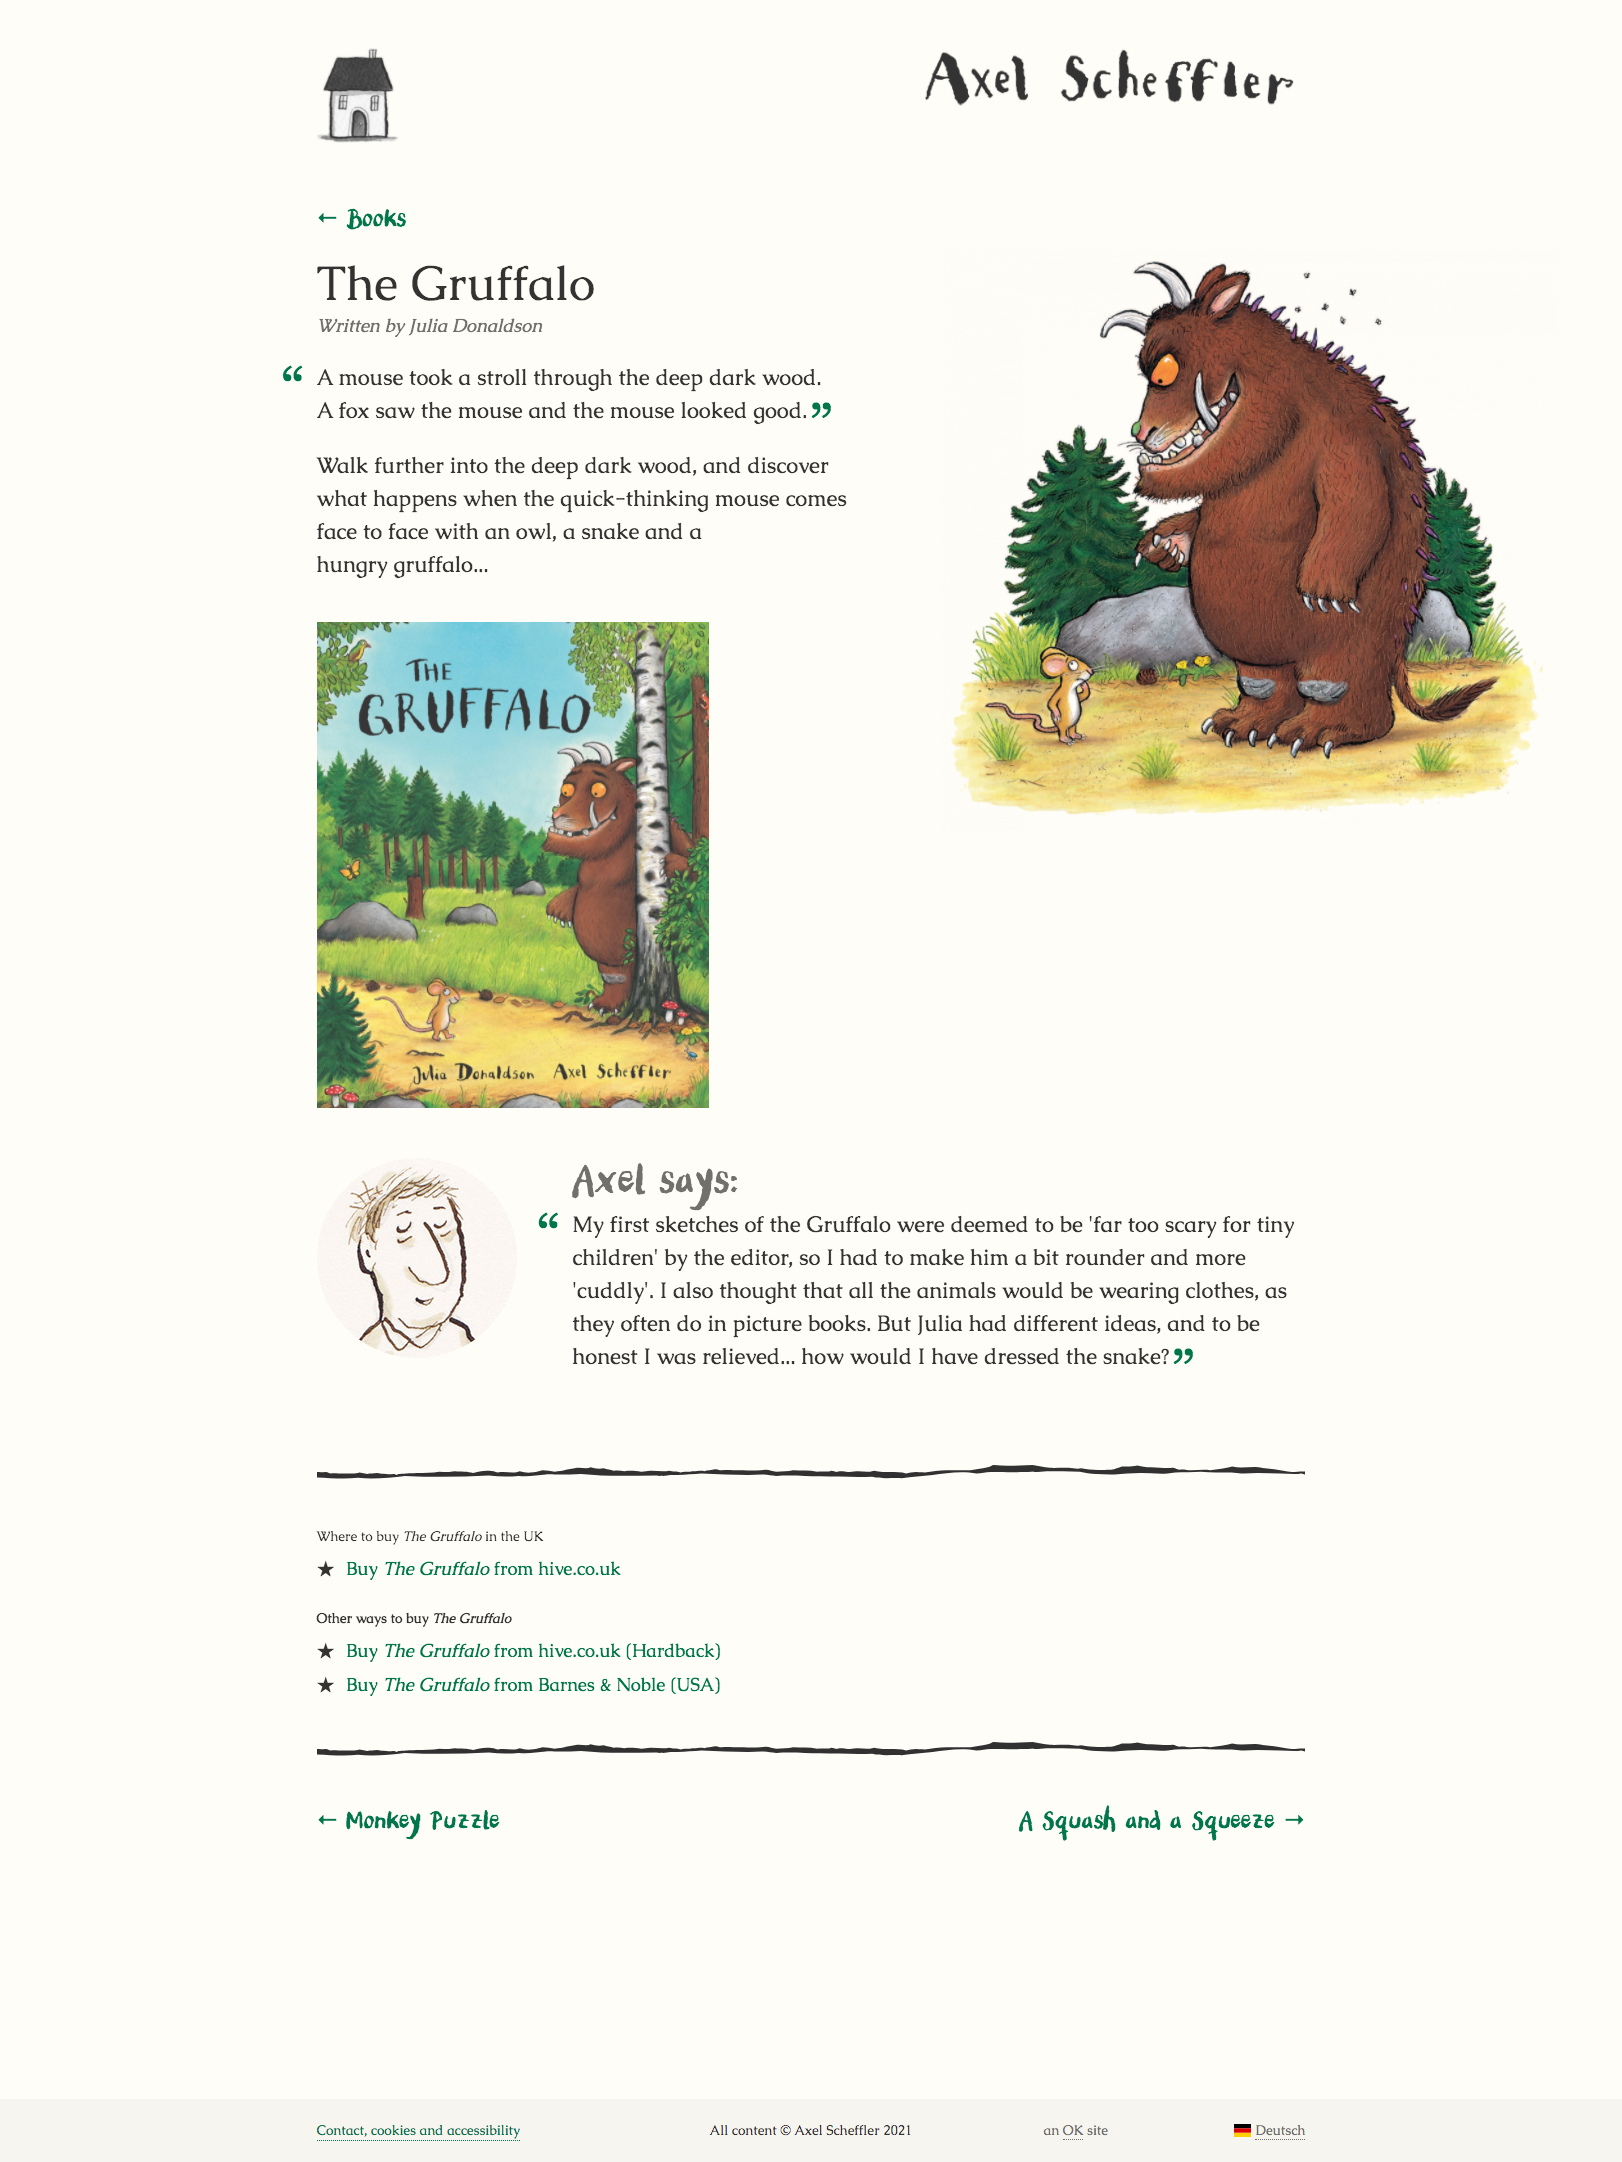 Axel Scheffler
← Books
The Gruffalo
Written by Julia Donaldson
“ A mouse took a stroll through the deep dark wood.
A fox saw the mouse and the mouse looked good. ”
Walk further into the deep dark wood, and discover
what happens when the quick-thinking mouse comes
face to face with an owl, a snake and a
hungry gruffalo...
THE
GRUFFALO
Julia Donaldson Axel Scheffler
Axel says:
“ My first sketches of the Gruffalo were deemed to be 'far too scary for tiny
children' by the editor, so I had to make him a bit rounder and more
'cuddly'. I also thought that all the animals would be wearing clothes, as
they often do in picture books. But Julia had different ideas, and to be
honest I was relieved... how would I have dressed the snake? ”
Where to buy The Gruffalo in the UK
★ Buy The Gruffalo from hive.co.uk
Other ways to buy The Gruffalo
★ Buy The Gruffalo from hive.co.uk (Hardback)
★ Buy The Gruffalo from Barnes & Noble (USA)
← Monkey Puzzle
A Squash and a Squeeze →
Contact, cookies and accessibility
All content © Axel Scheffler 2021
an OK site
Deutsch